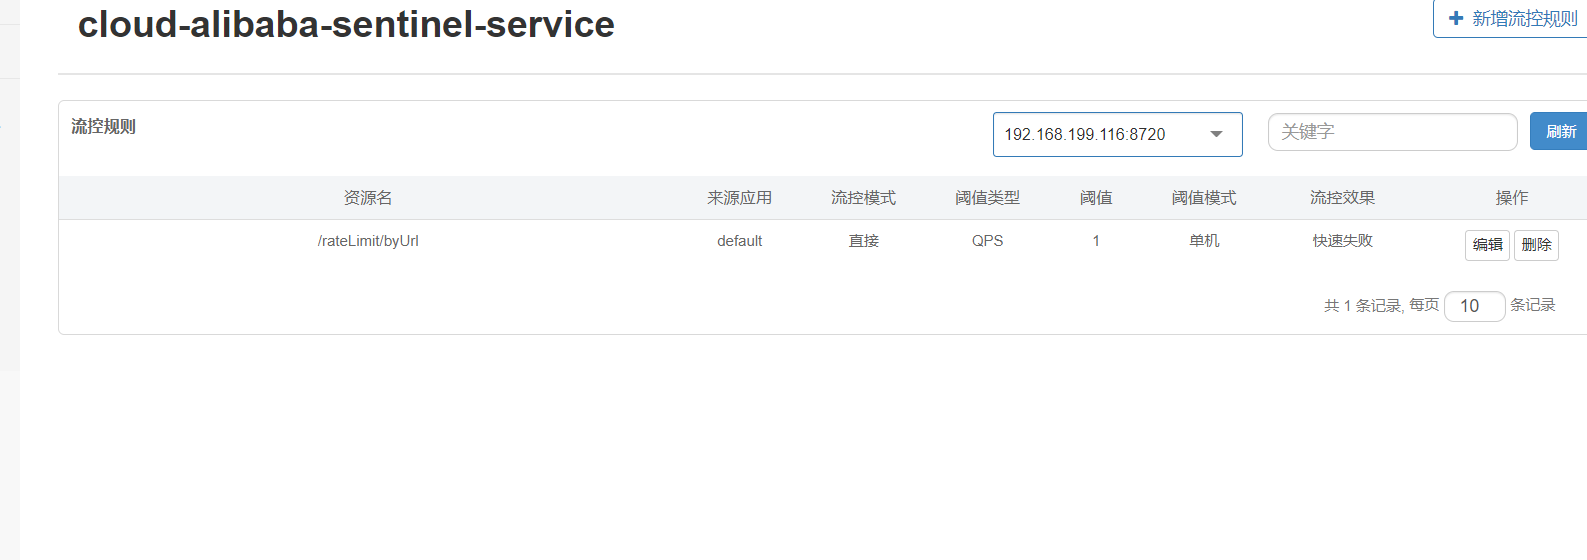 cloud-alibaba-sentinel-service
+ 新增流控规则
流控规则
192.168.199.116:8720
关键字
刷新
资源名 来源应用 流控模式 阈值类型 阈值 阈值模式 流控效果 操作
/rateLimit/byUrl default 直接 QPS 1 单机 快速失败 编辑 删除
共 1 条记录, 每页 10 条记录